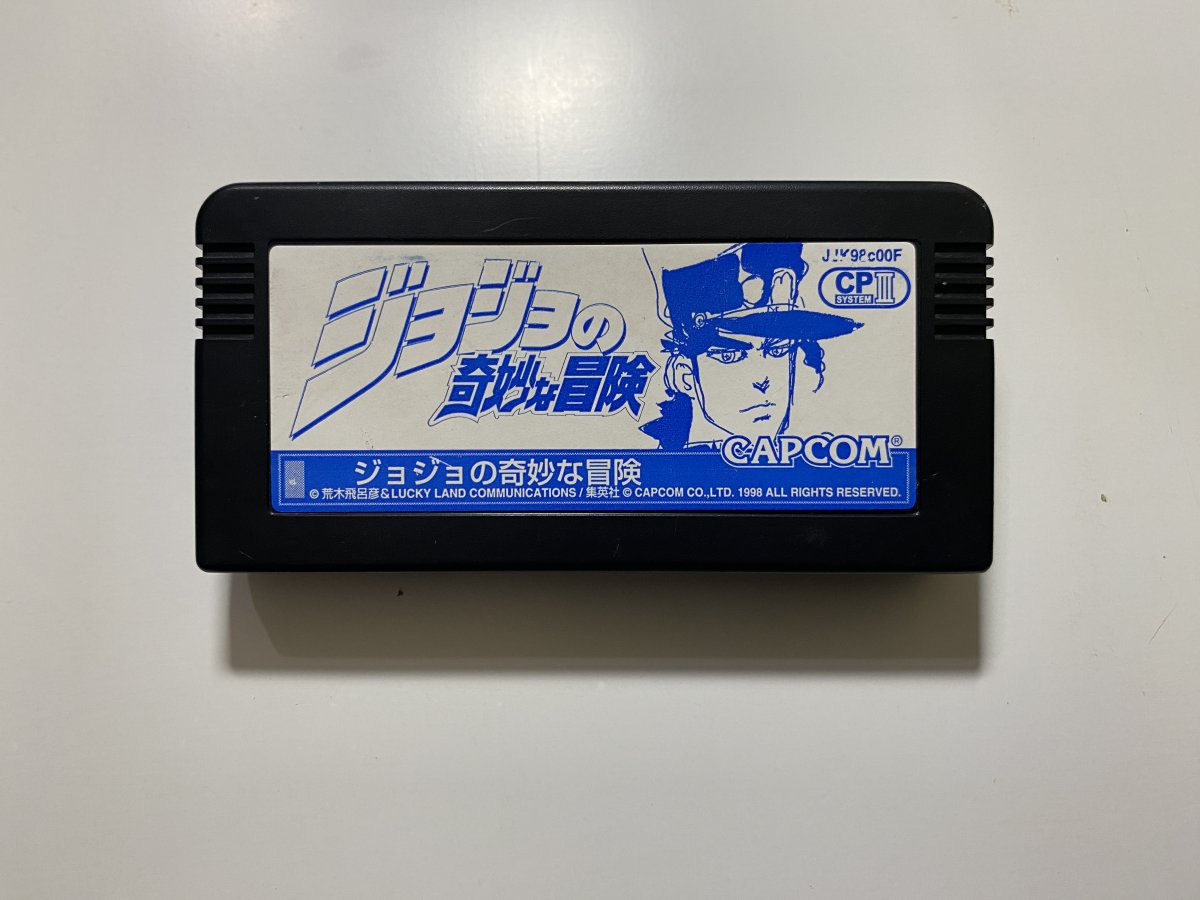 ジョジョの
奇妙な冒険
JJK98c00F
CP
SYSTEM III
CAPCOM®
ジョジョの奇妙な冒険
© 荒木飛呂彦&LUCKY LAND COMMUNICATIONS / 集英社 © CAPCOM CO.,LTD. 1998 ALL RIGHTS RESERVED.